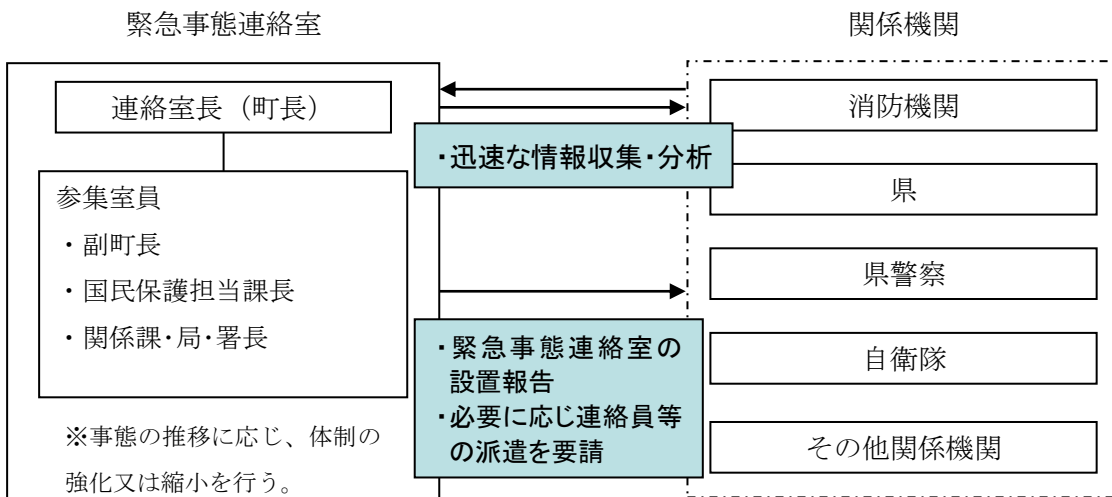 緊急事態連絡室
関係機関
連絡室長（町長）
参集室員
・副町長
・国民保護担当課長
・関係課・局・署長
※事態の推移に応じ、体制の
強化又は縮小を行う。
・迅速な情報収集・分析
・緊急事態連絡室の
設置報告
・必要に応じ連絡員等
の派遣を要請
消防機関
県
県警察
自衛隊
その他関係機関